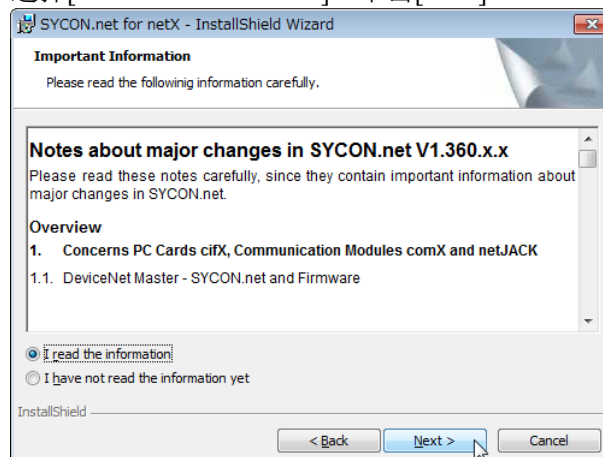 SYCON.net for netX - InstallShield Wizard
Important Information
Please read the followinig information carefully.
Notes about major changes in SYCON.net V1.360.x.x
Please read these notes carefully, since they contain important information about
major changes in SYCON.net.
Overview
1. Concerns PC Cards cifX, Communication Modules comX and netJACK
1.1. DeviceNet Master - SYCON.net and Firmware
I read the information
I have not read the information yet
InstallShield
< Back Next > Cancel